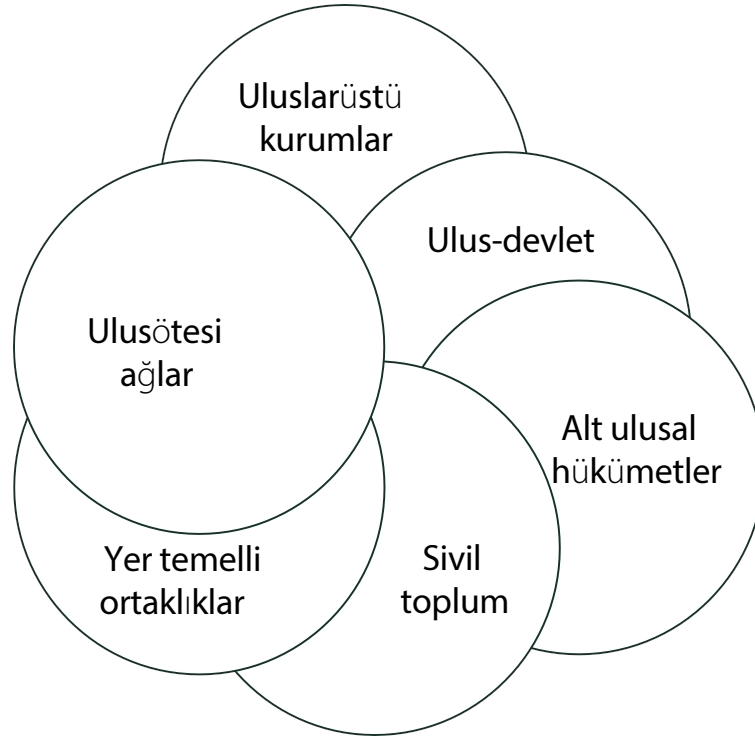 Uluslarüstü
kurumlar
Ulus-devlet
Ulusötesi
ağlar
Alt ulusal
hükümetler
Yer temelli
ortaklıklar
Sivil
toplum